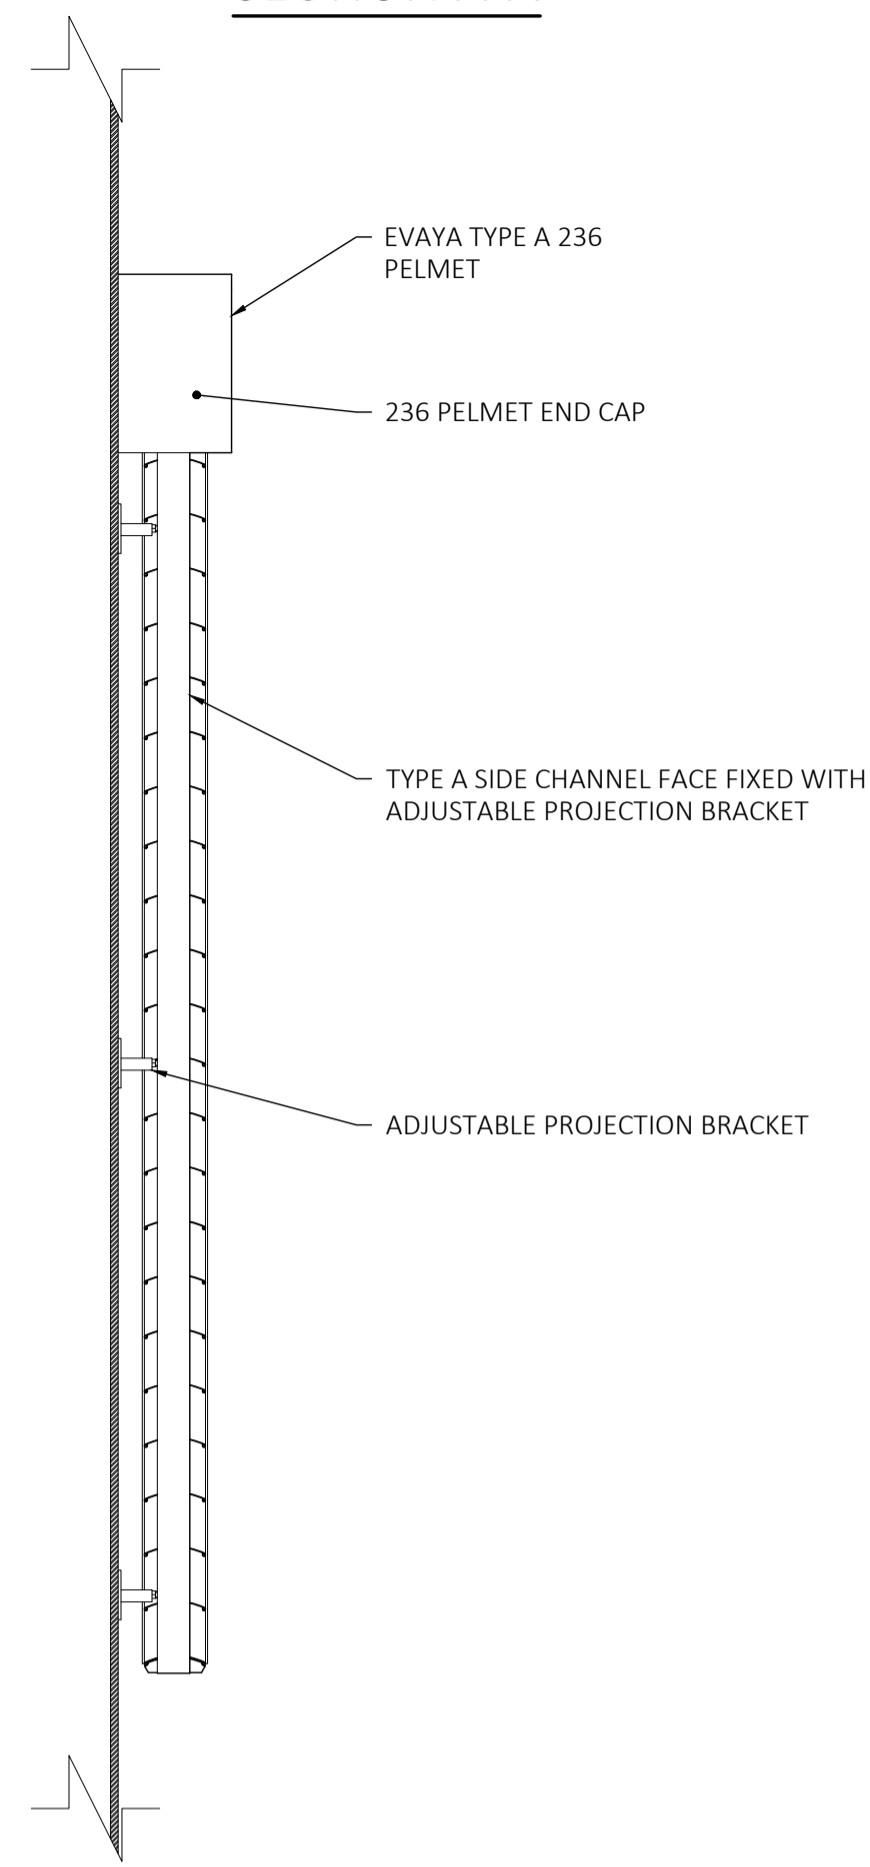 EVAYA TYPE A 236
PELMET
236 PELMET END CAP
TYPE A SIDE CHANNEL FACE FIXED WITH
ADJUSTABLE PROJECTION BRACKET
ADJUSTABLE PROJECTION BRACKET